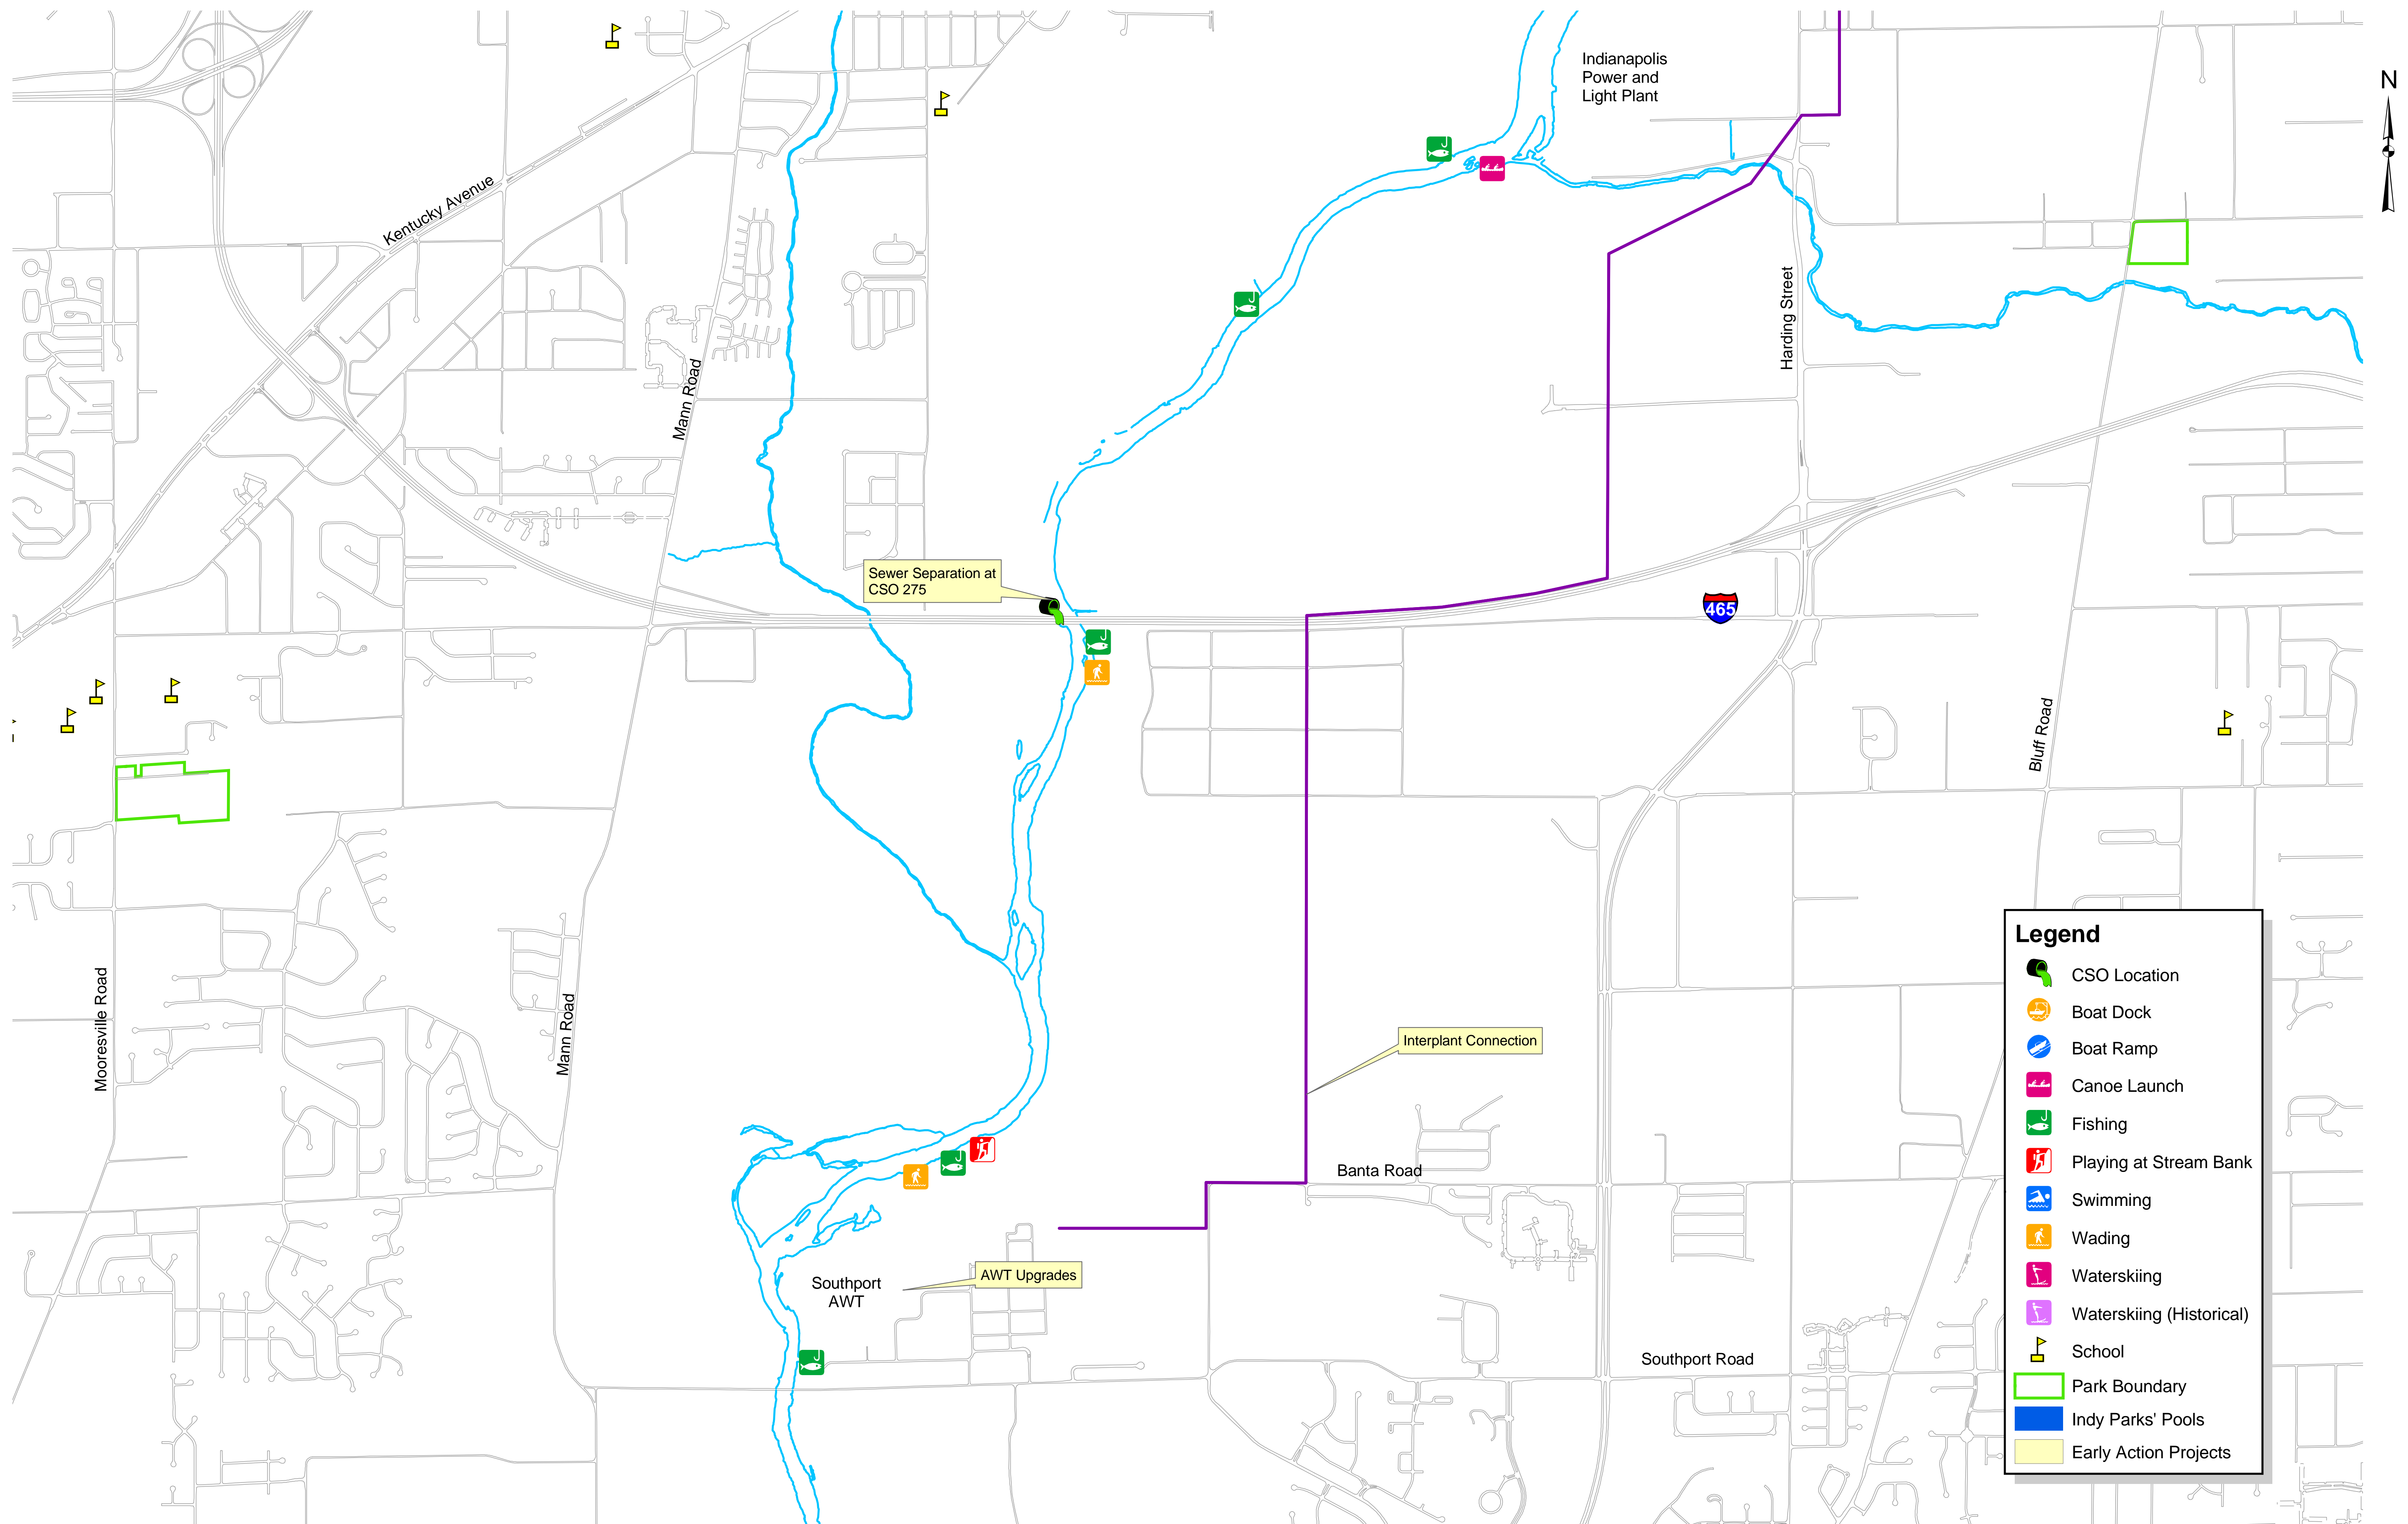 Indianapolis
Power and
Light Plant
N
Kentucky Avenue
Harding Street
Mann Road
Sewer Separation at
CSO 275
465
Bluff Road
Mooresville Road
Mann Road
Interplant Connection
Banta Road
AWT Upgrades
Southport
AWT
Southport Road
Legend
CSO Location
Boat Dock
Boat Ramp
Canoe Launch
Fishing
Playing at Stream Bank
Swimming
Wading
Waterskiing
Waterskiing (Historical)
School
Park Boundary
Indy Parks' Pools
Early Action Projects